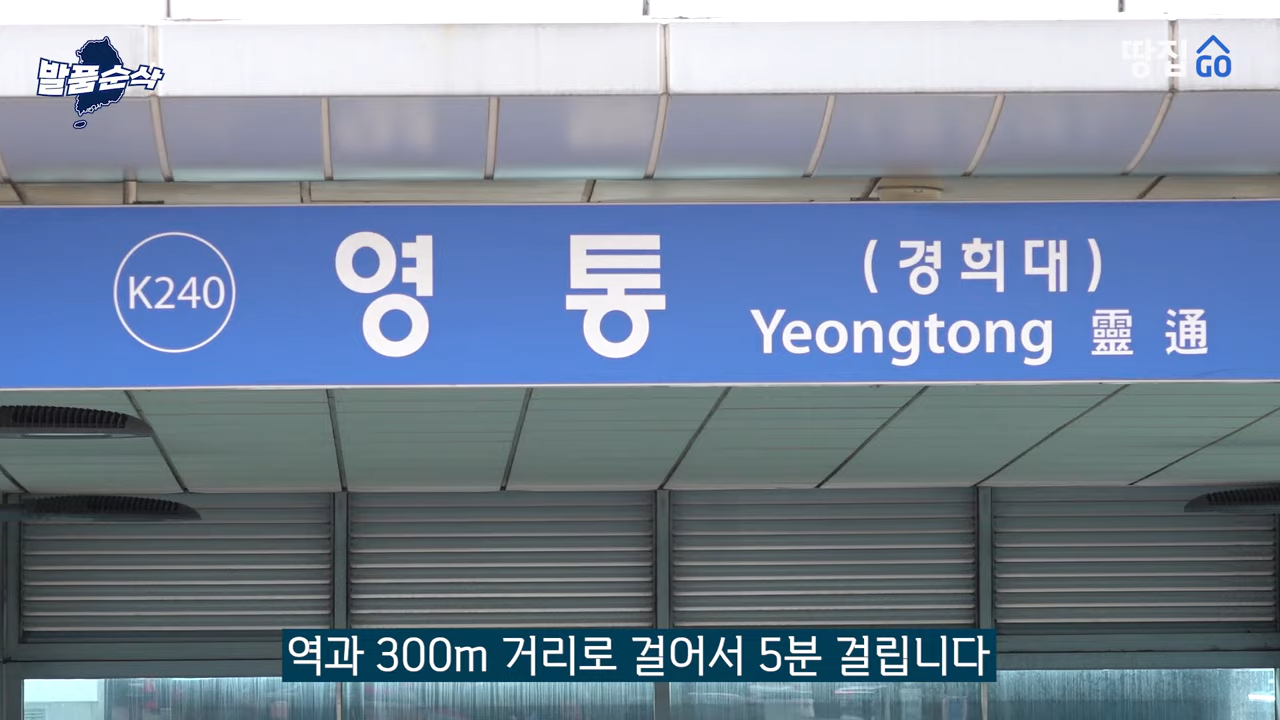 발품순삭
땅집GO
K240
영통
(경희대)
Yeongtong 靈通
역과 300m 거리로 걸어서 5분 걸립니다